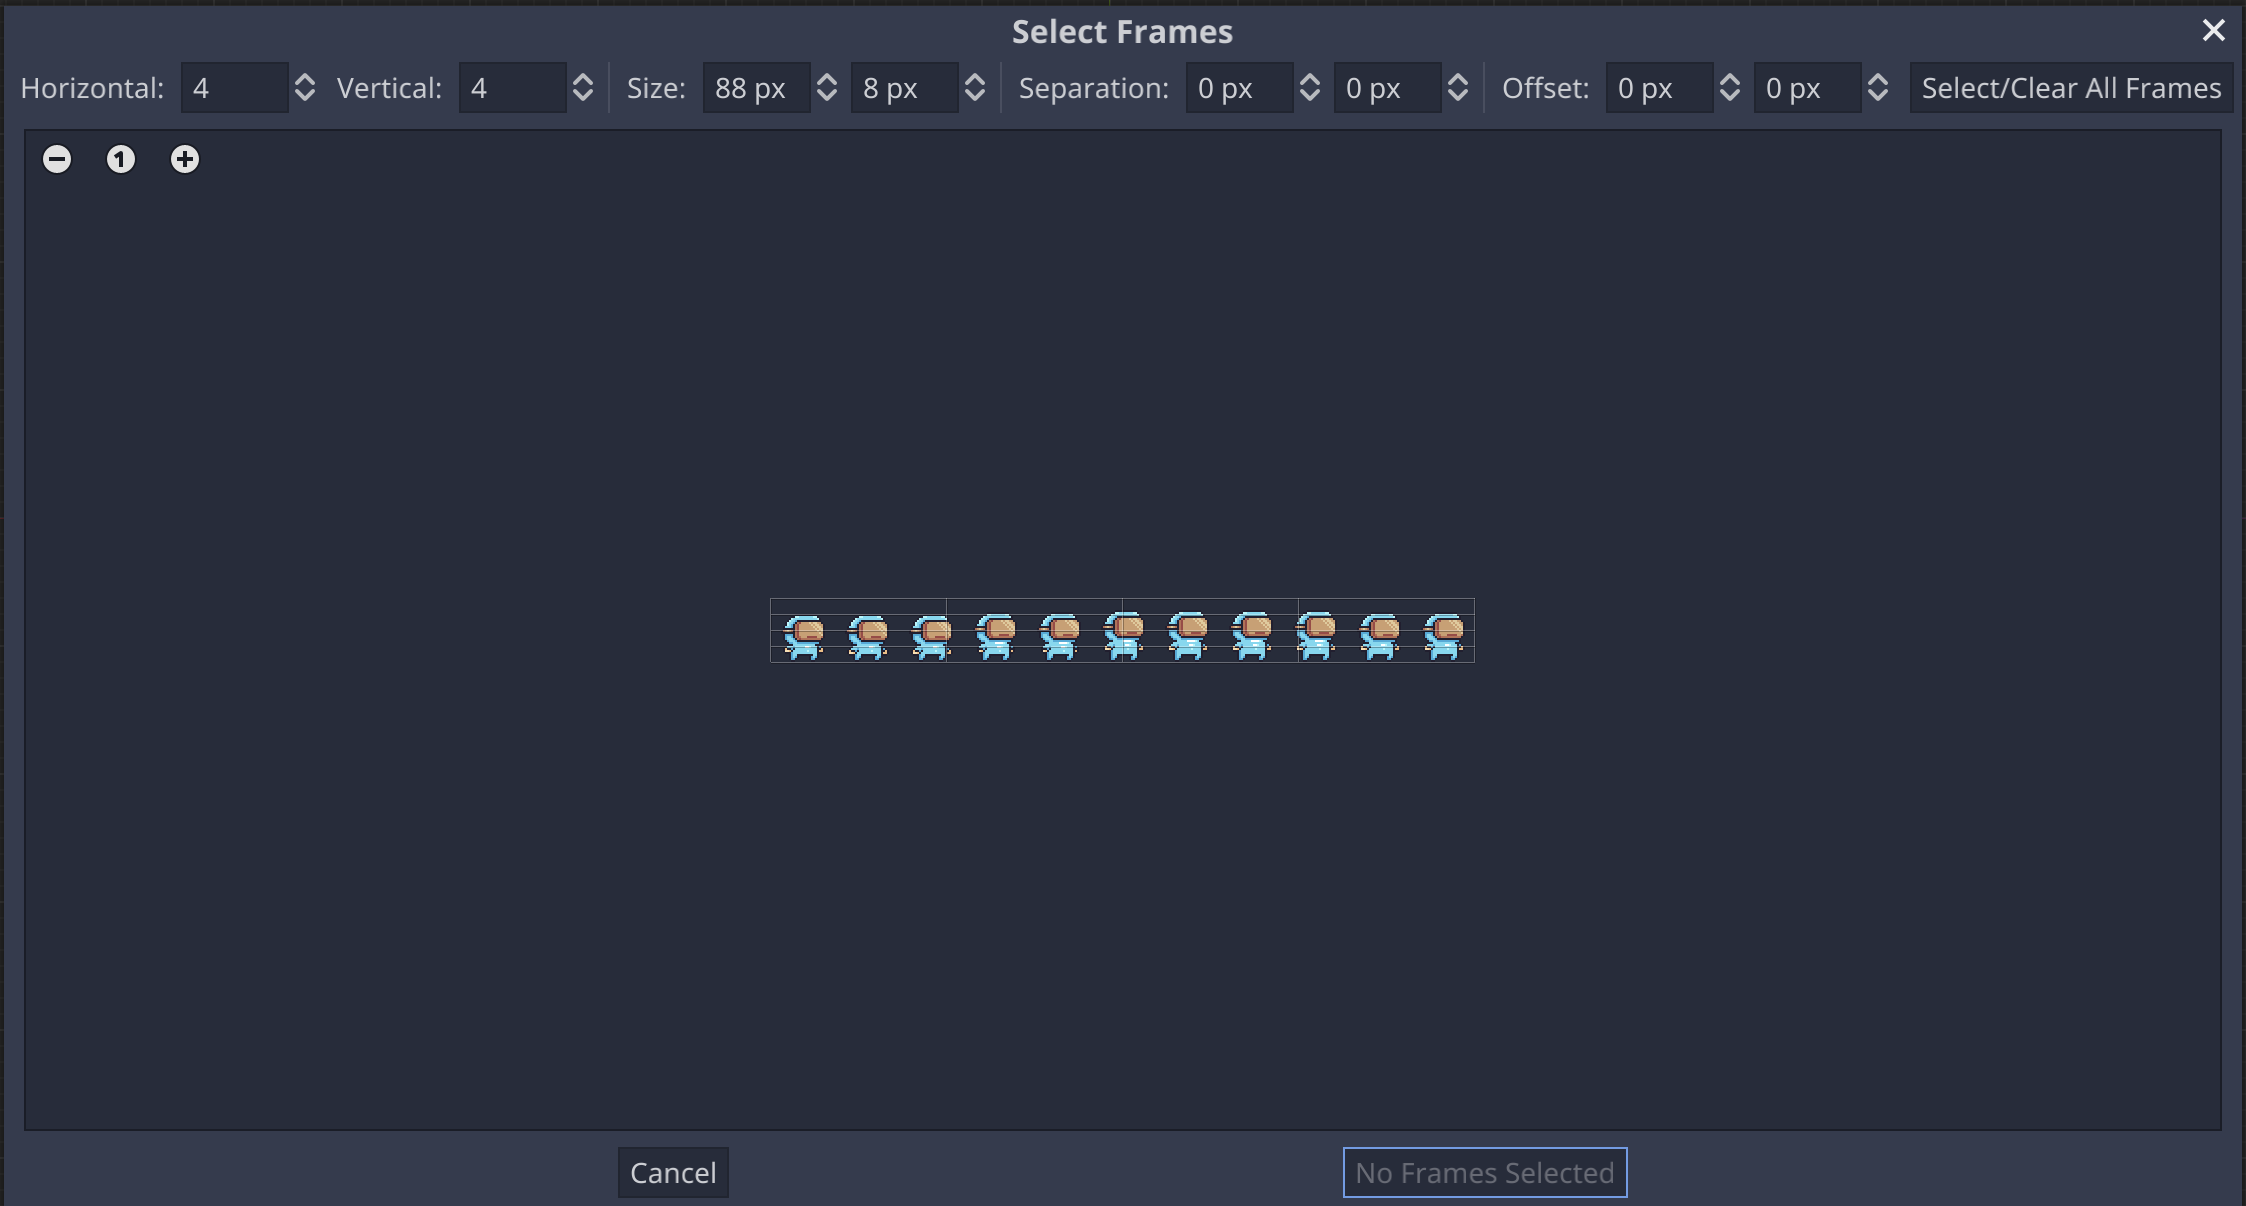 Select Frames
Horizontal: 4 Vertical: 4 Size: 88 px 8 px Separation: 0 px 0 px Offset: 0 px 0 px Select/Clear All Frames
1
Cancel No Frames Selected